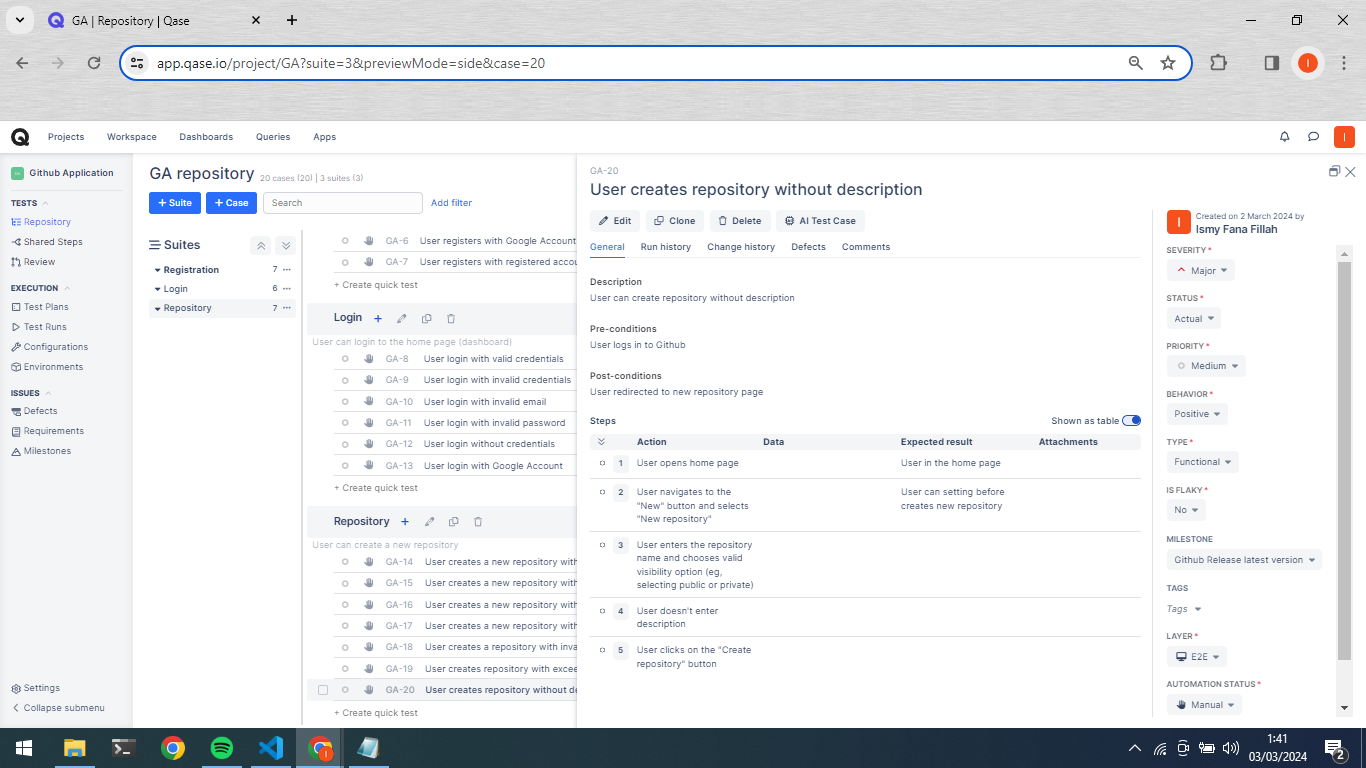 GA | Repository | Qase
app.qase.io/project/GA?suite=3&previewMode=side&case=20
Projects
Workspace
Dashboards
Queries
Apps
I
Github Application
TESTS
Repository
Shared Steps
Review
EXECUTION
Test Plans
Test Runs
Configurations
Environments
ISSUES
Defects
Requirements
Milestones
Settings
Collapse submenu
GA repository 20 cases (20) | 3 suites (3)
+ Suite
+ Case
Search
Add filter
Suites
Registration 7
Login 6
Repository 7
GA-6 User registers with Google Account
GA-7 User registers with registered accou
+ Create quick test
Login
User can login to the home page (dashboard)
GA-8 User login with valid credentials
GA-9 User login with invalid credentials
GA-10 User login with invalid email
GA-11 User login with invalid password
GA-12 User login without credentials
GA-13 User login with Google Account
+ Create quick test
Repository
User can create a new repository
GA-14 User creates a new repository with
GA-15 User creates a new repository with
GA-16 User creates a new repository with
GA-17 User creates a new repository with
GA-18 User creates a repository with inva
GA-19 User creates repository with excee
GA-20 User creates repository without de
+ Create quick test
GA-20
User creates repository without description
Edit
Clone
Delete
AI Test Case
General
Run history
Change history
Defects
Comments
Description
User can create repository without description
Pre-conditions
User logs in to Github
Post-conditions
User redirected to new repository page
Steps
Shown as table
Action Data Expected result Attachments
1 User opens home page User in the home page
2 User navigates to the User can setting before
"New" button and selects creates new repository
"New repository"
3 User enters the repository
name and chooses valid
visibility option (eg,
selecting public or private)
4 User doesn't enter
description
5 User clicks on the "Create
repository" button
I
Created on 2 March 2024 by
Ismy Fana Fillah
SEVERITY *
Major
STATUS *
Actual
PRIORITY *
Medium
BEHAVIOR *
Positive
TYPE *
Functional
IS FLAKY *
No
MILESTONE
Github Release latest version
TAGS
Tags
LAYER *
E2E
AUTOMATION STATUS *
Manual
1:41
03/03/2024
2